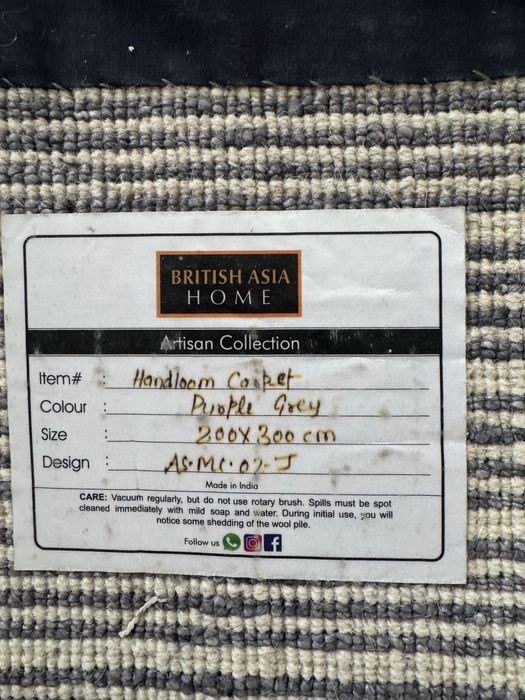 BRITISH ASIA
HOME
Artisan Collection
Item# : Handloom Carpet
Colour : Purple Grey
Size : 200X300 cm
Design : AS-MC-02-J
Made in India
CARE: Vacuum regularly, but do not use rotary brush. Spills must be spot
cleaned immediately with mild soap and water. During initial use, you will
notice some shedding of the wool pile.
Follow us